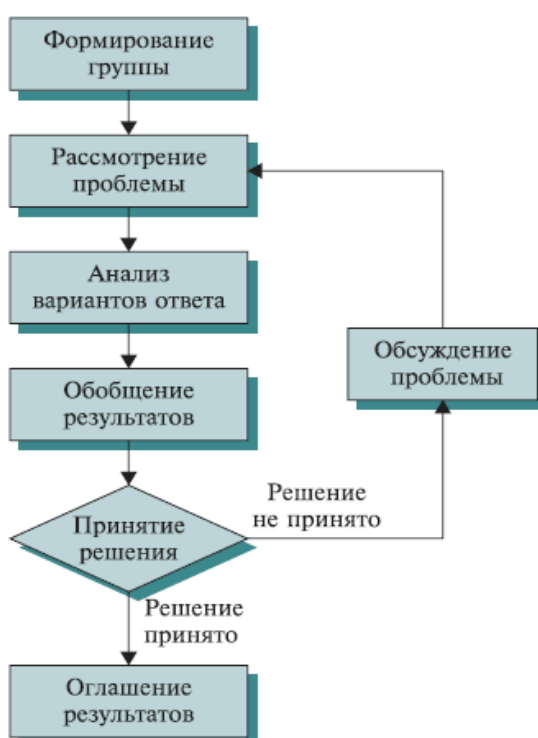 Формирование
группы
Рассмотрение
проблемы
Анализ
вариантов ответа
Обсуждение
проблемы
Обобщение
результатов
Решение
не принято
Принятие
решения
Решение
принято
Оглашение
результатов